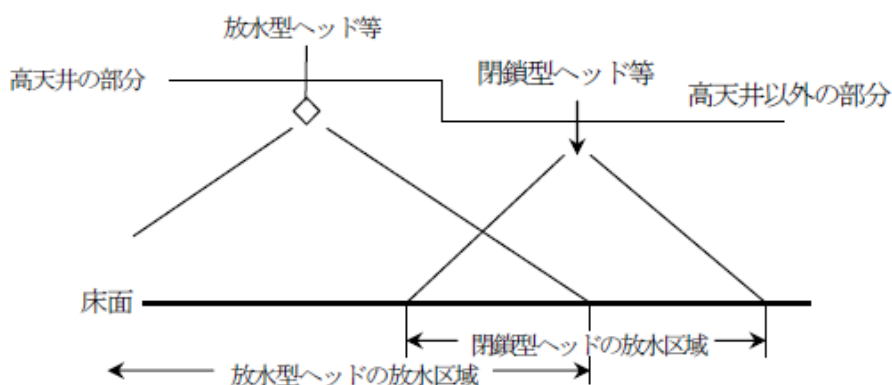 放水型ヘッド等
高天井の部分
閉鎖型ヘッド等
高天井以外の部分
床面
閉鎖型ヘッドの放水区域
放水型ヘッドの放水区域